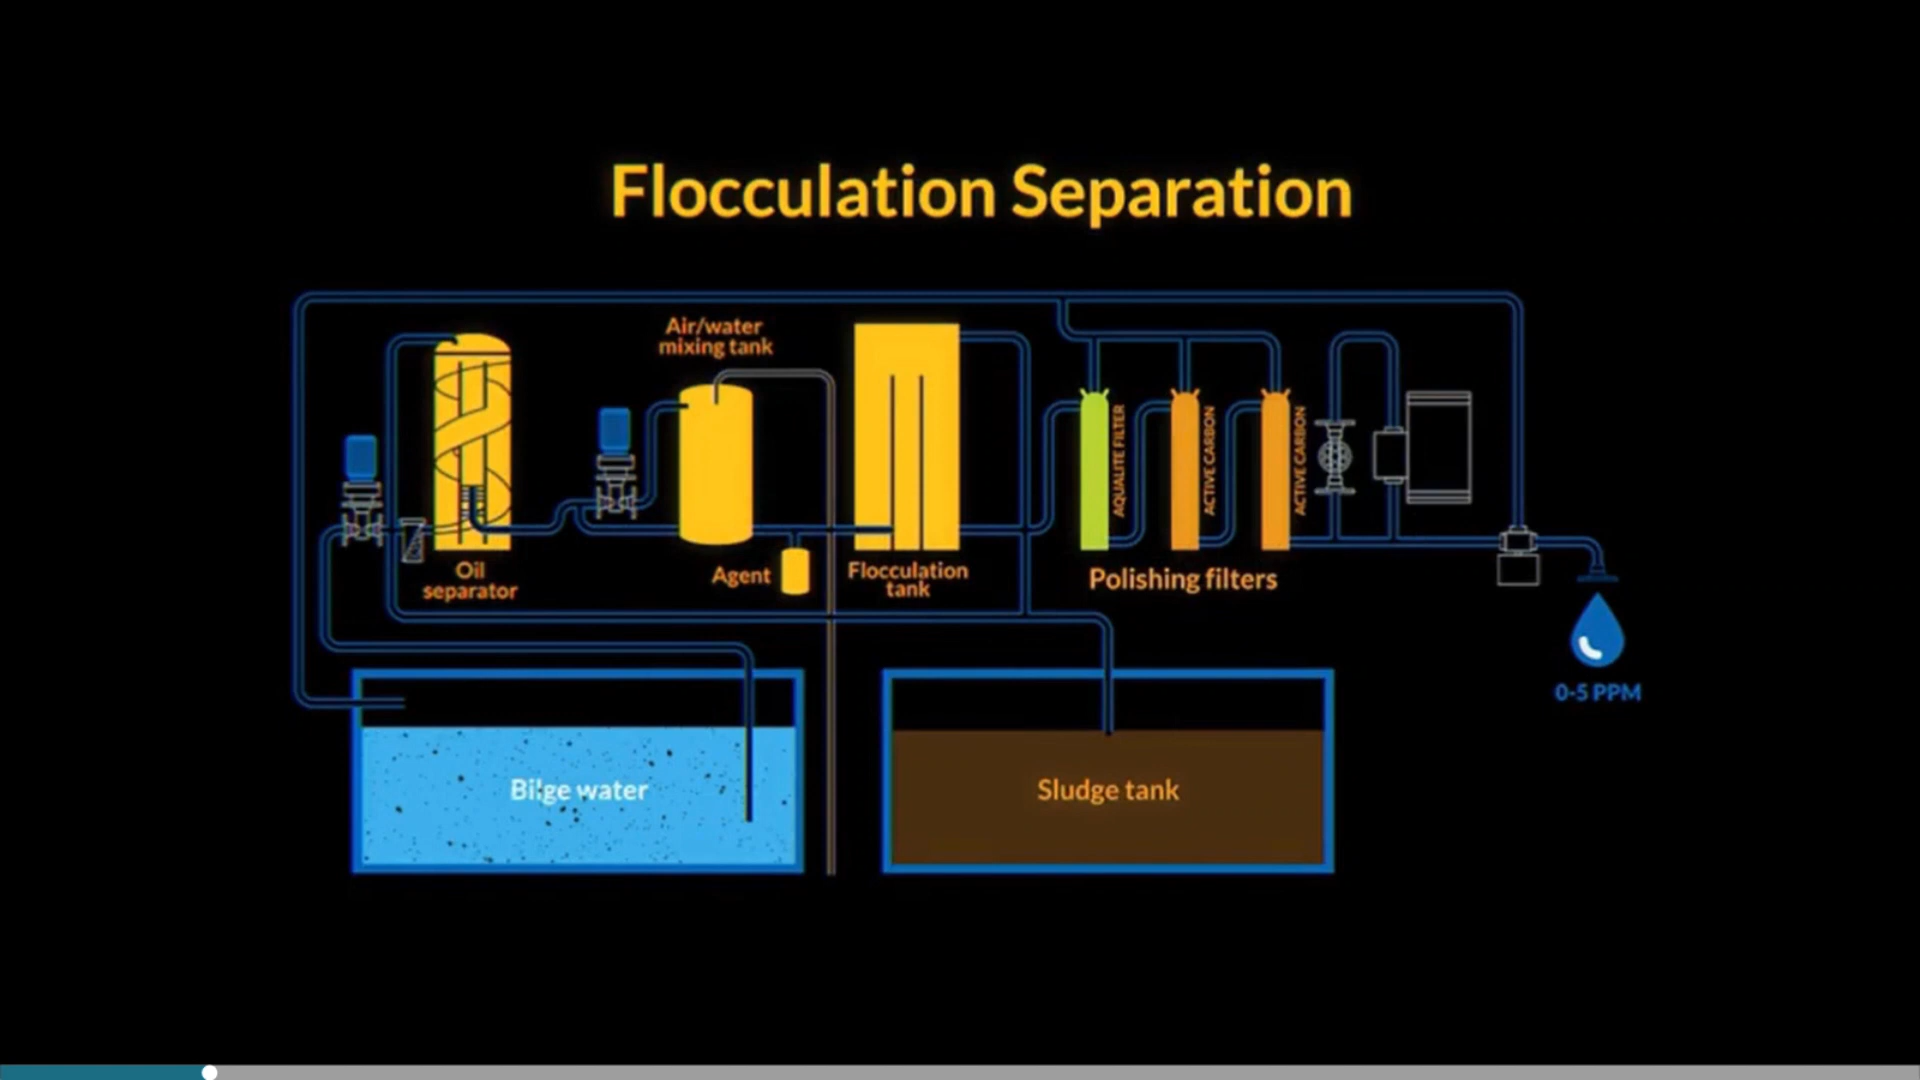 Flocculation Separation
Air/water
mixing tank
AQUALITE FILTER
ACTIVE CARBON
ACTIVE CARBON
Oil
separator
Agent
Flocculation
tank
Polishing filters
0-5 PPM
Bilge water
Sludge tank